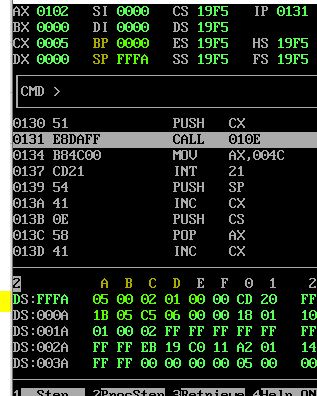 AX 0102 SI 0000 CS 19F5 IP 0131
BX 0000 DI 0000 DS 19F5
CX 0005 BP 0000 ES 19F5 HS 19F5
DX 0000 SP FFFA SS 19F5 FS 19F5
CMD >
0130 51 PUSH CX
0131 E8DAFF CALL 010E
0134 B84C00 MOV AX,004C
0137 CD21 INT 21
0139 54 PUSH SP
013A 41 INC CX
013B 0E PUSH CS
013C 58 POP AX
013D 41 INC CX
2 A B C D E F 0 1 2
DS:FFFA 05 00 02 01 00 00 CD 20 FF
DS:000A 1B 05 C5 06 00 00 18 01 10
DS:001A 01 00 02 FF FF FF FF FF FF
DS:002A FF FF EB 19 C0 11 A2 01 14
DS:003A FF FF 00 00 00 00 05 00 00
1 Step 2ProcStep 3Retrieve 4Help ON